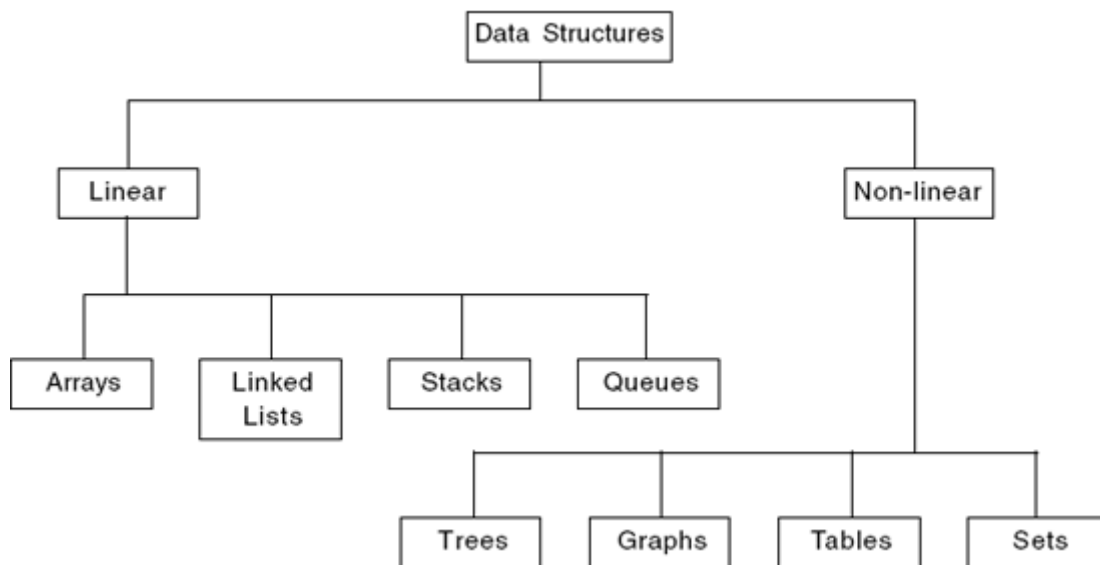 Data Structures
Linear
Non-linear
Arrays
Linked
Lists
Stacks
Queues
Trees
Graphs
Tables
Sets